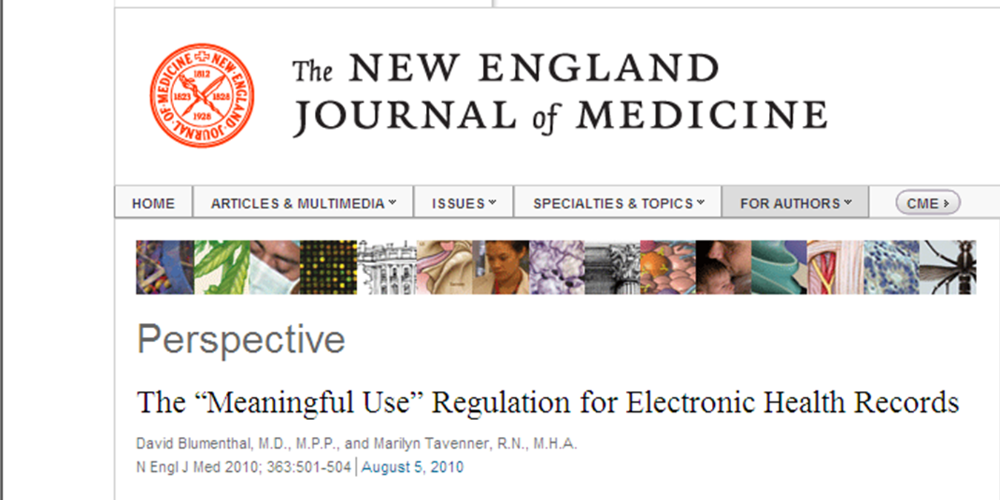 The NEW ENGLAND
JOURNAL of MEDICINE
NEW·ENGLAND·JOURNAL·OF·MEDICINE
1812
1823 1828
1928
HOME ARTICLES & MULTIMEDIA ISSUES SPECIALTIES & TOPICS FOR AUTHORS CME
Perspective
The “Meaningful Use” Regulation for Electronic Health Records
David Blumenthal, M.D., M.P.P., and Marilyn Tavenner, R.N., M.H.A.
N Engl J Med 2010; 363:501-504 | August 5, 2010